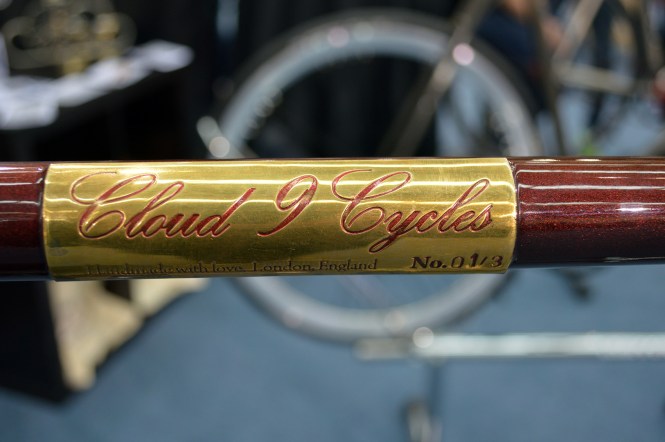 Cloud 9 Cycles
Handmade with love. London, England No. 01/3